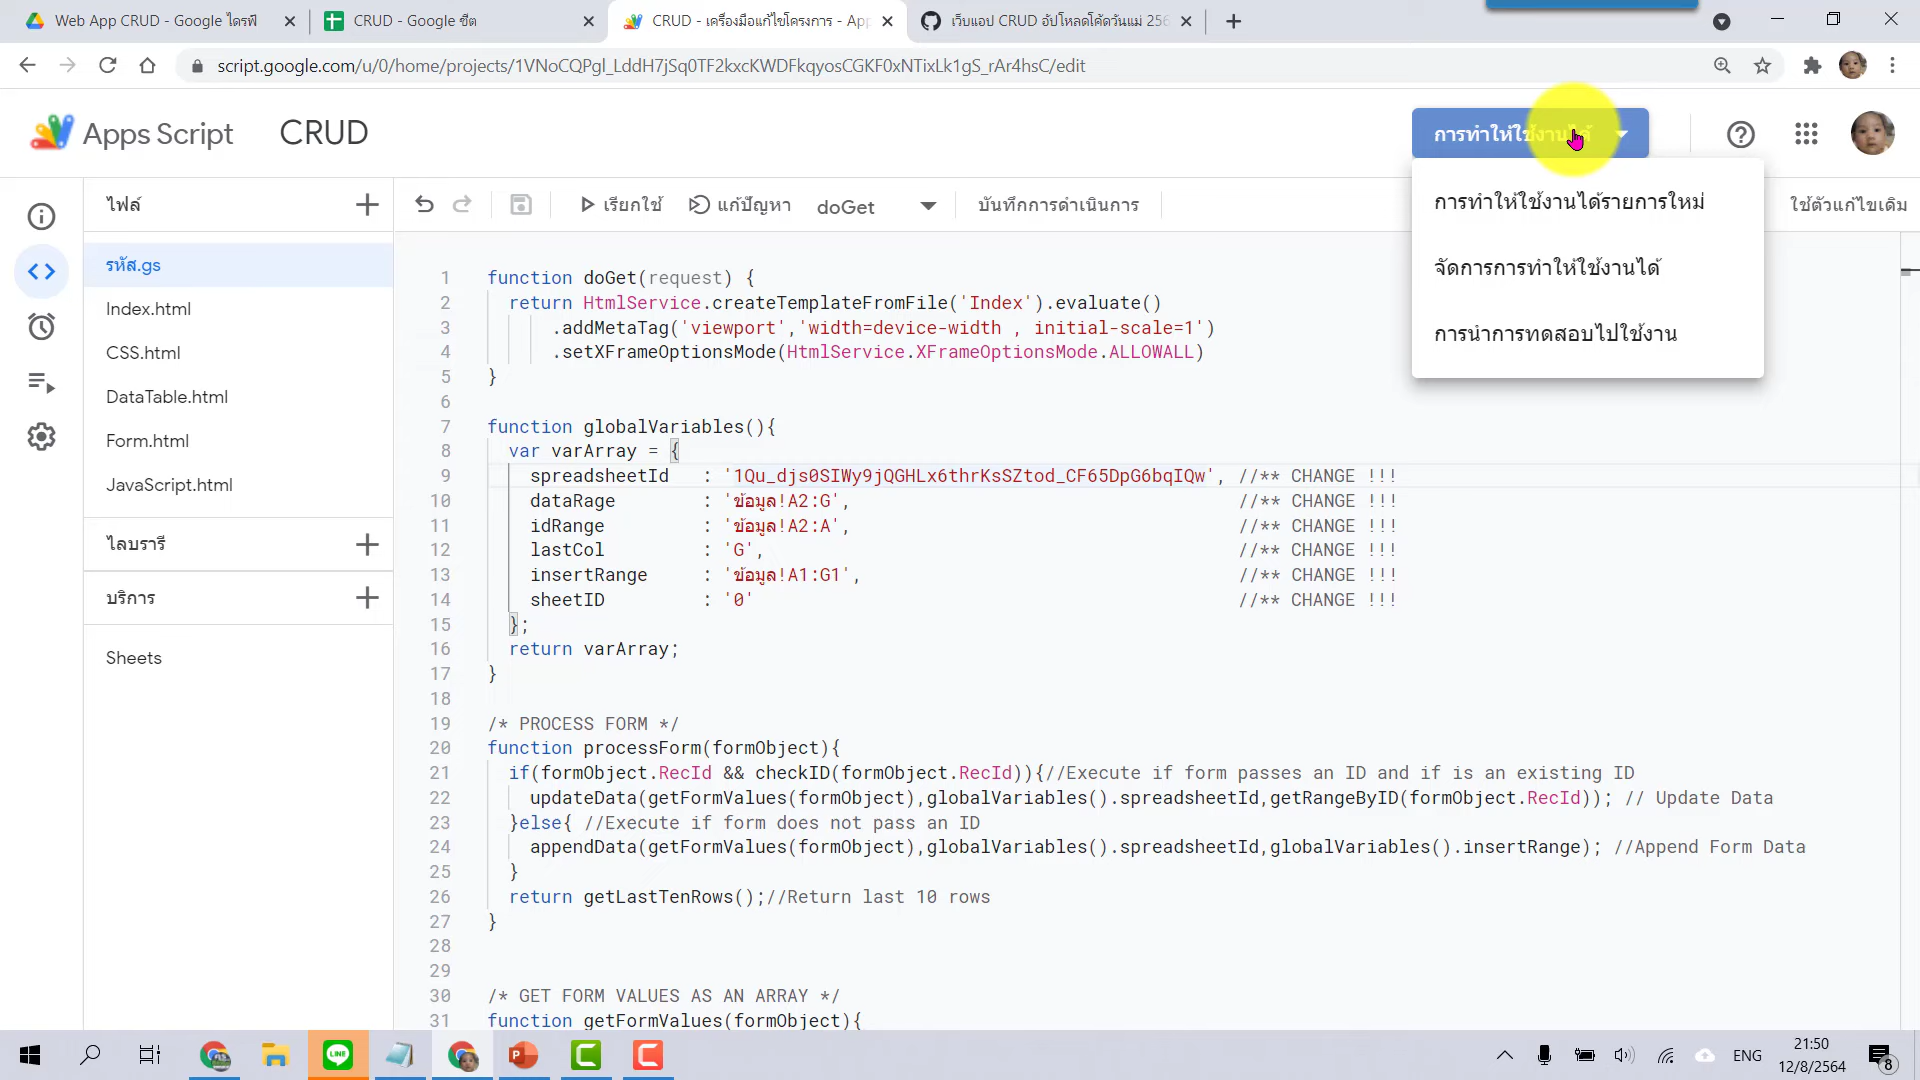 Web App CRUD - Google ไดรฟ์
CRUD - Google ชีต
CRUD - เครื่องมือแก้ไขโครงการ - App
เว็บแอป CRUD อัปโหลดโค้ดวันแม่ 256
script.google.com/u/0/home/projects/1VNoCQPgl_LddH7jSq0TF2kxcKWDFkqyosCGKF0xNTixLk1gS_rAr4hsC/edit
Apps Script
CRUD
การทำให้ใช้งานได้
ไฟล์
เรียกใช้
แก้ปัญหา
doGet
บันทึกการดำเนินการ
ใช้ตัวแก้ไขเดิม
การทำให้ใช้งานได้รายการใหม่
จัดการการทำให้ใช้งานได้
การนำการทดสอบไปใช้งาน
รหัส.gs
Index.html
CSS.html
DataTable.html
Form.html
JavaScript.html
ไลบรารี
บริการ
Sheets
1 function doGet(request) {
2 return HtmlService.createTemplateFromFile('Index').evaluate()
3 .addMetaTag('viewport','width=device-width , initial-scale=1')
4 .setXFrameOptionsMode(HtmlService.XFrameOptionsMode.ALLOWALL)
5 }
6
7 function globalVariables(){
8 var varArray = {
9 spreadsheetId : '1Qu_djs0SIWy9jQGHLx6thrKsSZtod_CF65DpG6bqIQw', //** CHANGE !!!
10 dataRage : 'ข้อมูล!A2:G', //** CHANGE !!!
11 idRange : 'ข้อมูล!A2:A', //** CHANGE !!!
12 lastCol : 'G', //** CHANGE !!!
13 insertRange : 'ข้อมูล!A1:G1', //** CHANGE !!!
14 sheetID : '0' //** CHANGE !!!
15 };
16 return varArray;
17 }
18
19 /* PROCESS FORM */
20 function processForm(formObject){
21 if(formObject.RecId && checkID(formObject.RecId)){//Execute if form passes an ID and if is an existing ID
22 updateData(getFormValues(formObject),globalVariables().spreadsheetId,getRangeByID(formObject.RecId)); // Update Data
23 }else{ //Execute if form does not pass an ID
24 appendData(getFormValues(formObject),globalVariables().spreadsheetId,globalVariables().insertRange); //Append Form Data
25 }
26 return getLastTenRows();//Return last 10 rows
27 }
28
29
30 /* GET FORM VALUES AS AN ARRAY */
31 function getFormValues(formObject){
LINE
ENG
21:50
12/8/2564
8